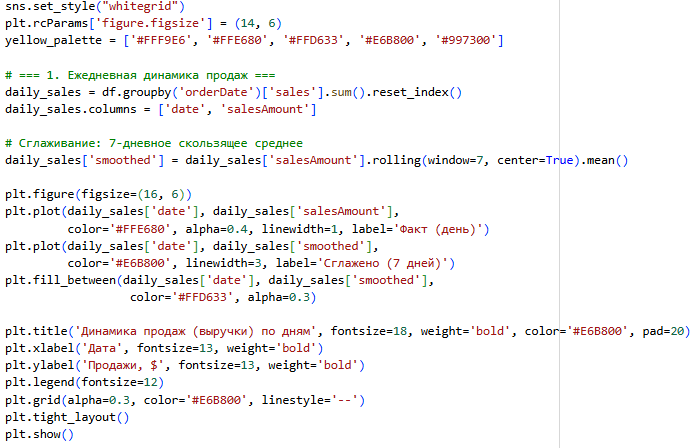 sns.set_style("whitegrid")
plt.rcParams['figure.figsize'] = (14, 6)
yellow_palette = ['#FFF9E6', '#FFE680', '#FFD633', '#E6B800', '#997300']

# === 1. Ежедневная динамика продаж ===
daily_sales = df.groupby('orderDate')['sales'].sum().reset_index()
daily_sales.columns = ['date', 'salesAmount']

# Сглаживание: 7-дневное скользящее среднее
daily_sales['smoothed'] = daily_sales['salesAmount'].rolling(window=7, center=True).mean()

plt.figure(figsize=(16, 6))
plt.plot(daily_sales['date'], daily_sales['salesAmount'],
         color='#FFE680', alpha=0.4, linewidth=1, label='Факт (день)')
plt.plot(daily_sales['date'], daily_sales['smoothed'],
         color='#E6B800', linewidth=3, label='Сглажено (7 дней)')
plt.fill_between(daily_sales['date'], daily_sales['smoothed'],
                 color='#FFD633', alpha=0.3)

plt.title('Динамика продаж (выручки) по дням', fontsize=18, weight='bold', color='#E6B800', pad=20)
plt.xlabel('Дата', fontsize=13, weight='bold')
plt.ylabel('Продажи, $', fontsize=13, weight='bold')
plt.legend(fontsize=12)
plt.grid(alpha=0.3, color='#E6B800', linestyle='--')
plt.tight_layout()
plt.show()